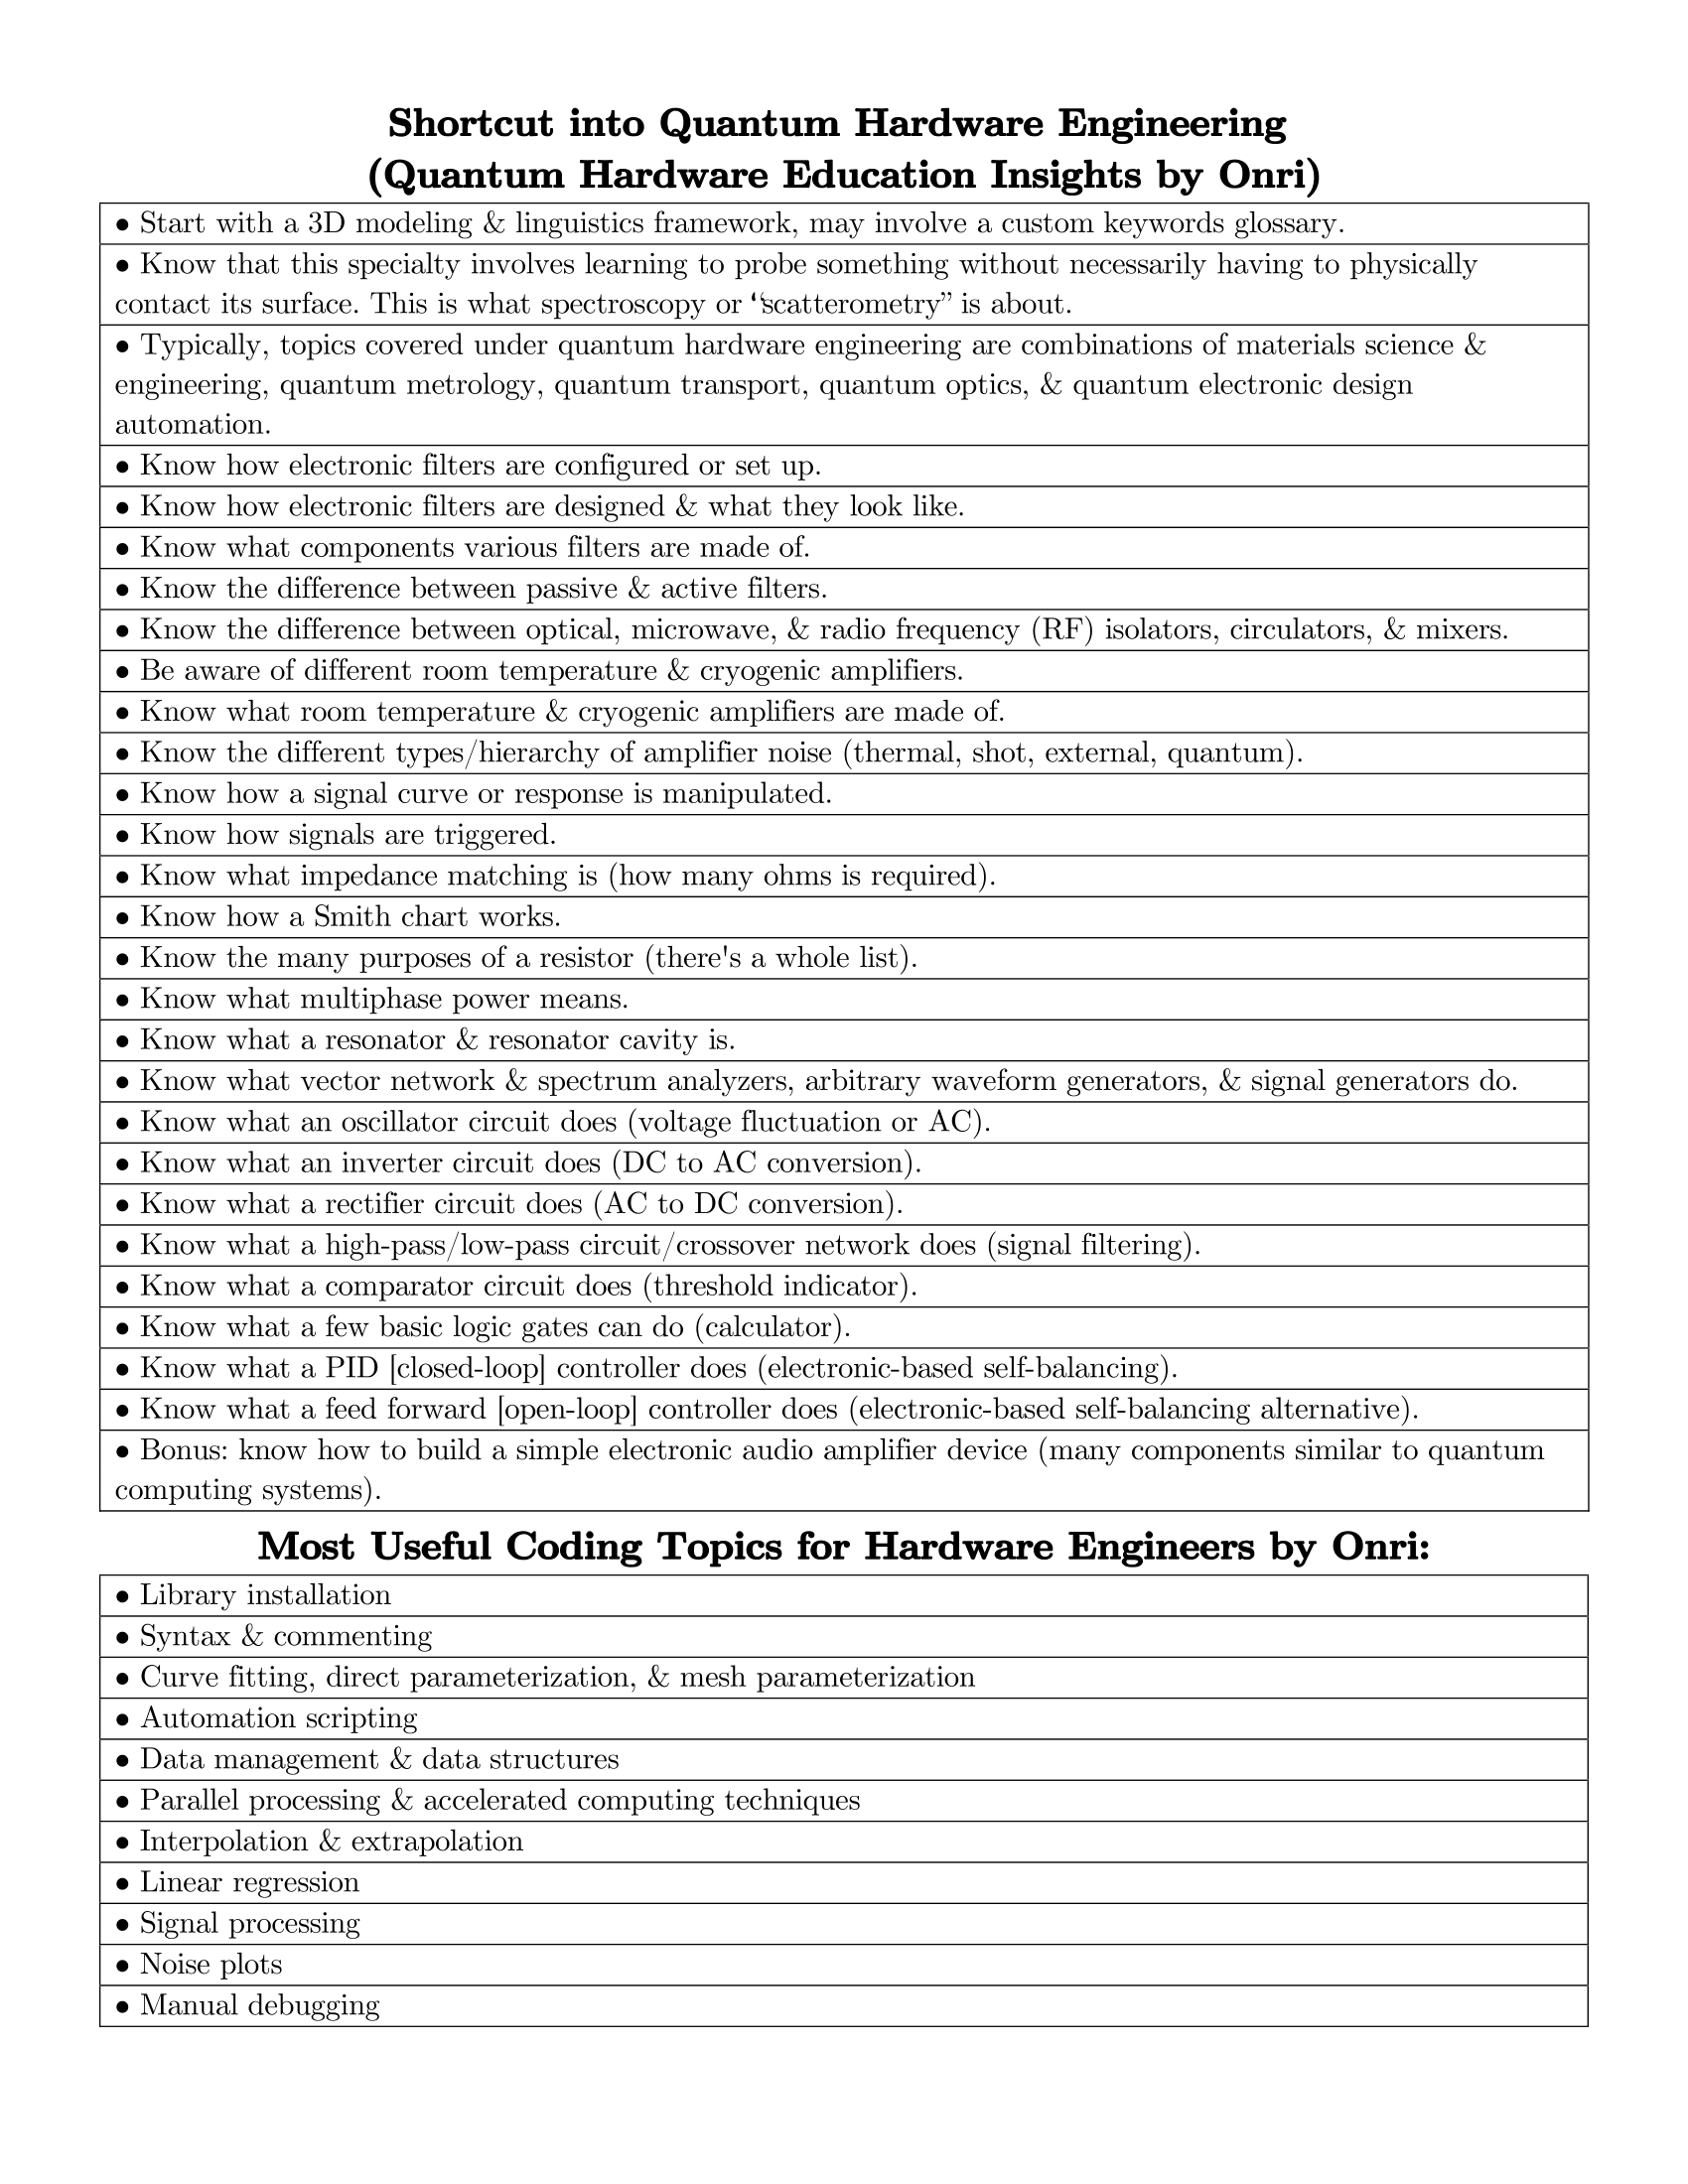 Shortcut into Quantum Hardware Engineering
(Quantum Hardware Education Insights by Onri)
• Start with a 3D modeling & linguistics framework, may involve a custom keywords glossary.
• Know that this specialty involves learning to probe something without necessarily having to physically
contact its surface. This is what spectroscopy or “‘scatterometry” is about.
• Typically, topics covered under quantum hardware engineering are combinations of materials science &
engineering, quantum metrology, quantum transport, quantum optics, & quantum electronic design
automation.
• Know how electronic filters are configured or set up.
• Know how electronic filters are designed & what they look like.
• Know what components various filters are made of.
• Know the difference between passive & active filters.
• Know the difference between optical, microwave, & radio frequency (RF) isolators, circulators, & mixers.
• Be aware of different room temperature & cryogenic amplifiers.
• Know what room temperature & cryogenic amplifiers are made of.
• Know the different types/hierarchy of amplifier noise (thermal, shot, external, quantum).
• Know how a signal curve or response is manipulated.
• Know how signals are triggered.
• Know what impedance matching is (how many ohms is required).
• Know how a Smith chart works.
• Know the many purposes of a resistor (there's a whole list).
• Know what multiphase power means.
• Know what a resonator & resonator cavity is.
• Know what vector network & spectrum analyzers, arbitrary waveform generators, & signal generators do.
• Know what an oscillator circuit does (voltage fluctuation or AC).
• Know what an inverter circuit does (DC to AC conversion).
• Know what a rectifier circuit does (AC to DC conversion).
• Know what a high-pass/low-pass circuit/crossover network does (signal filtering).
• Know what a comparator circuit does (threshold indicator).
• Know what a few basic logic gates can do (calculator).
• Know what a PID [closed-loop] controller does (electronic-based self-balancing).
• Know what a feed forward [open-loop] controller does (electronic-based self-balancing alternative).
• Bonus: know how to build a simple electronic audio amplifier device (many components similar to quantum
computing systems).
Most Useful Coding Topics for Hardware Engineers by Onri:
• Library installation
• Syntax & commenting
• Curve fitting, direct parameterization, & mesh parameterization
• Automation scripting
• Data management & data structures
• Parallel processing & accelerated computing techniques
• Interpolation & extrapolation
• Linear regression
• Signal processing
• Noise plots
• Manual debugging